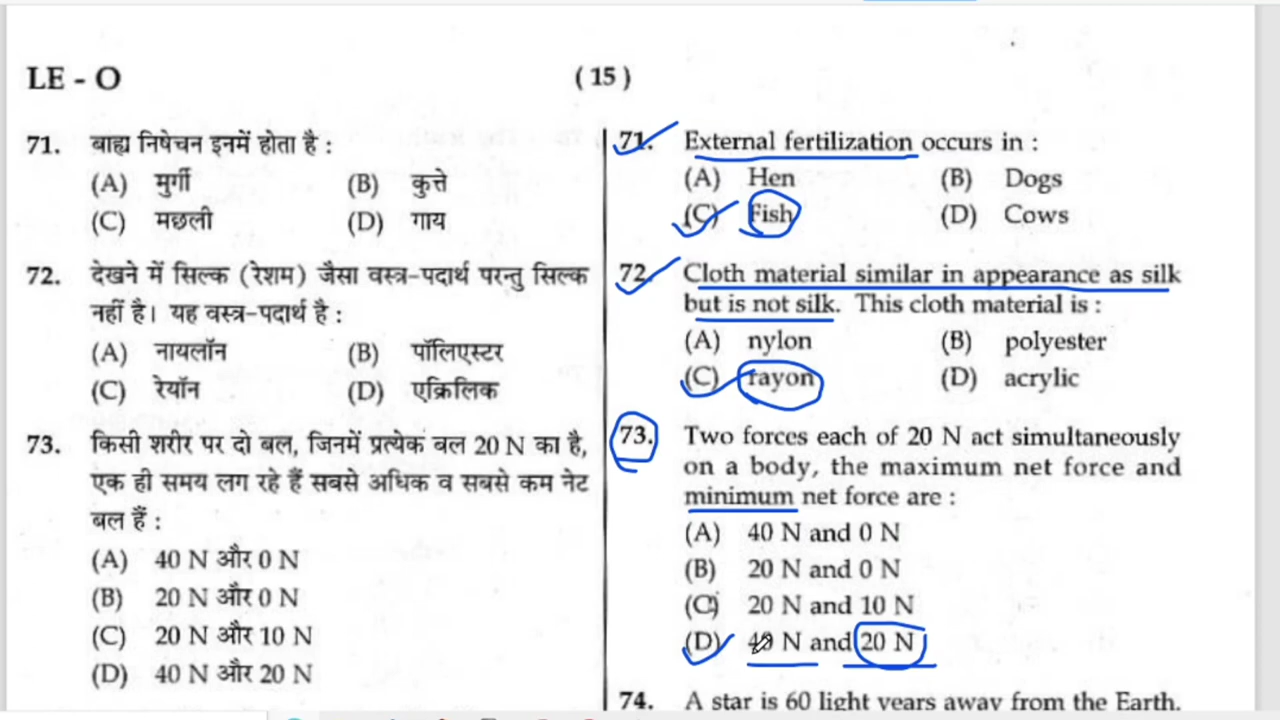 LE - O
( 15 )
71. बाह्य निषेचन इनमें होता है :
(A) मुर्गी (B) कुत्ते
(C) मछली (D) गाय
72. देखने में सिल्क (रेशम) जैसा वस्त्र-पदार्थ परन्तु सिल्क
नहीं है। यह वस्त्र-पदार्थ है :
(A) नायलॉन (B) पॉलिएस्टर
(C) रेयॉन (D) एक्रिलिक
73. किसी शरीर पर दो बल, जिनमें प्रत्येक बल 20 N का है,
एक ही समय लग रहे हैं सबसे अधिक व सबसे कम नेट
बल हैं :
(A) 40 N और 0 N
(B) 20 N और 0 N
(C) 20 N और 10 N
(D) 40 N और 20 N
71. External fertilization occurs in :
(A) Hen (B) Dogs
(C) Fish (D) Cows
72. Cloth material similar in appearance as silk
but is not silk. This cloth material is :
(A) nylon (B) polyester
(C) rayon (D) acrylic
73. Two forces each of 20 N act simultaneously
on a body, the maximum net force and
minimum net force are :
(A) 40 N and 0 N
(B) 20 N and 0 N
(C) 20 N and 10 N
(D) 40 N and 20 N
74. A star is 60 light years away from the Earth.